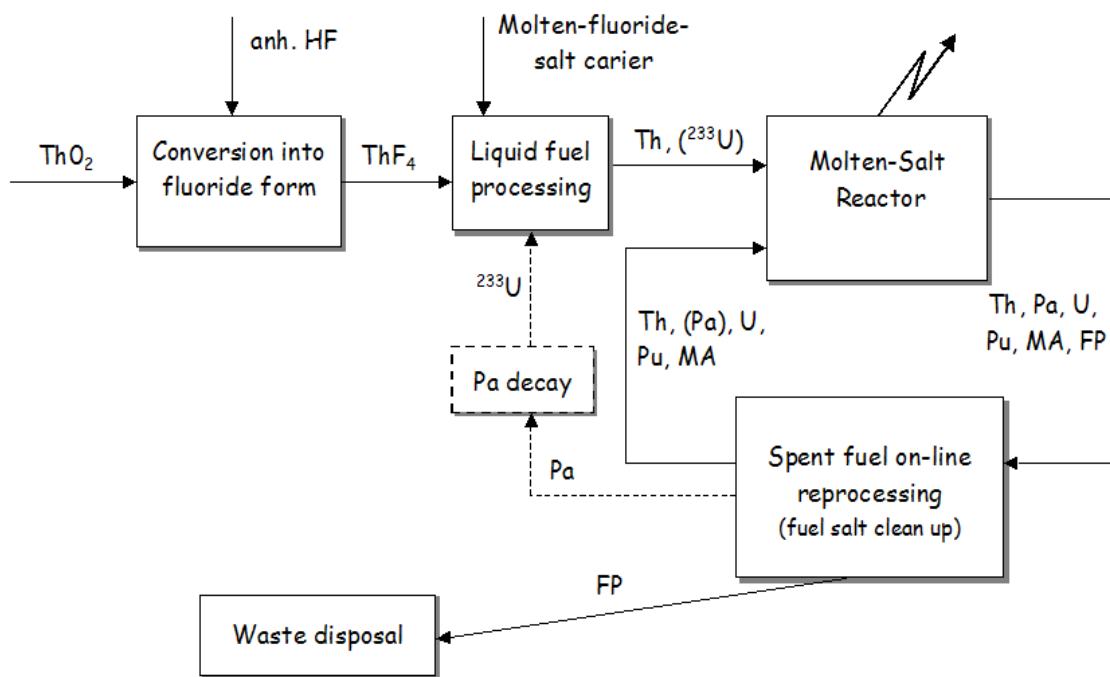 anh. HF
Molten-fluoride-
salt carier
ThO₂
Conversion into
fluoride form
ThF₄
Liquid fuel
processing
Th, (²³³U)
Molten-Salt
Reactor
²³³U
Th, (Pa), U,
Pu, MA
Th, Pa, U,
Pu, MA, FP
Pa decay
Pa
Spent fuel on-line
reprocessing
(fuel salt clean up)
FP
Waste disposal